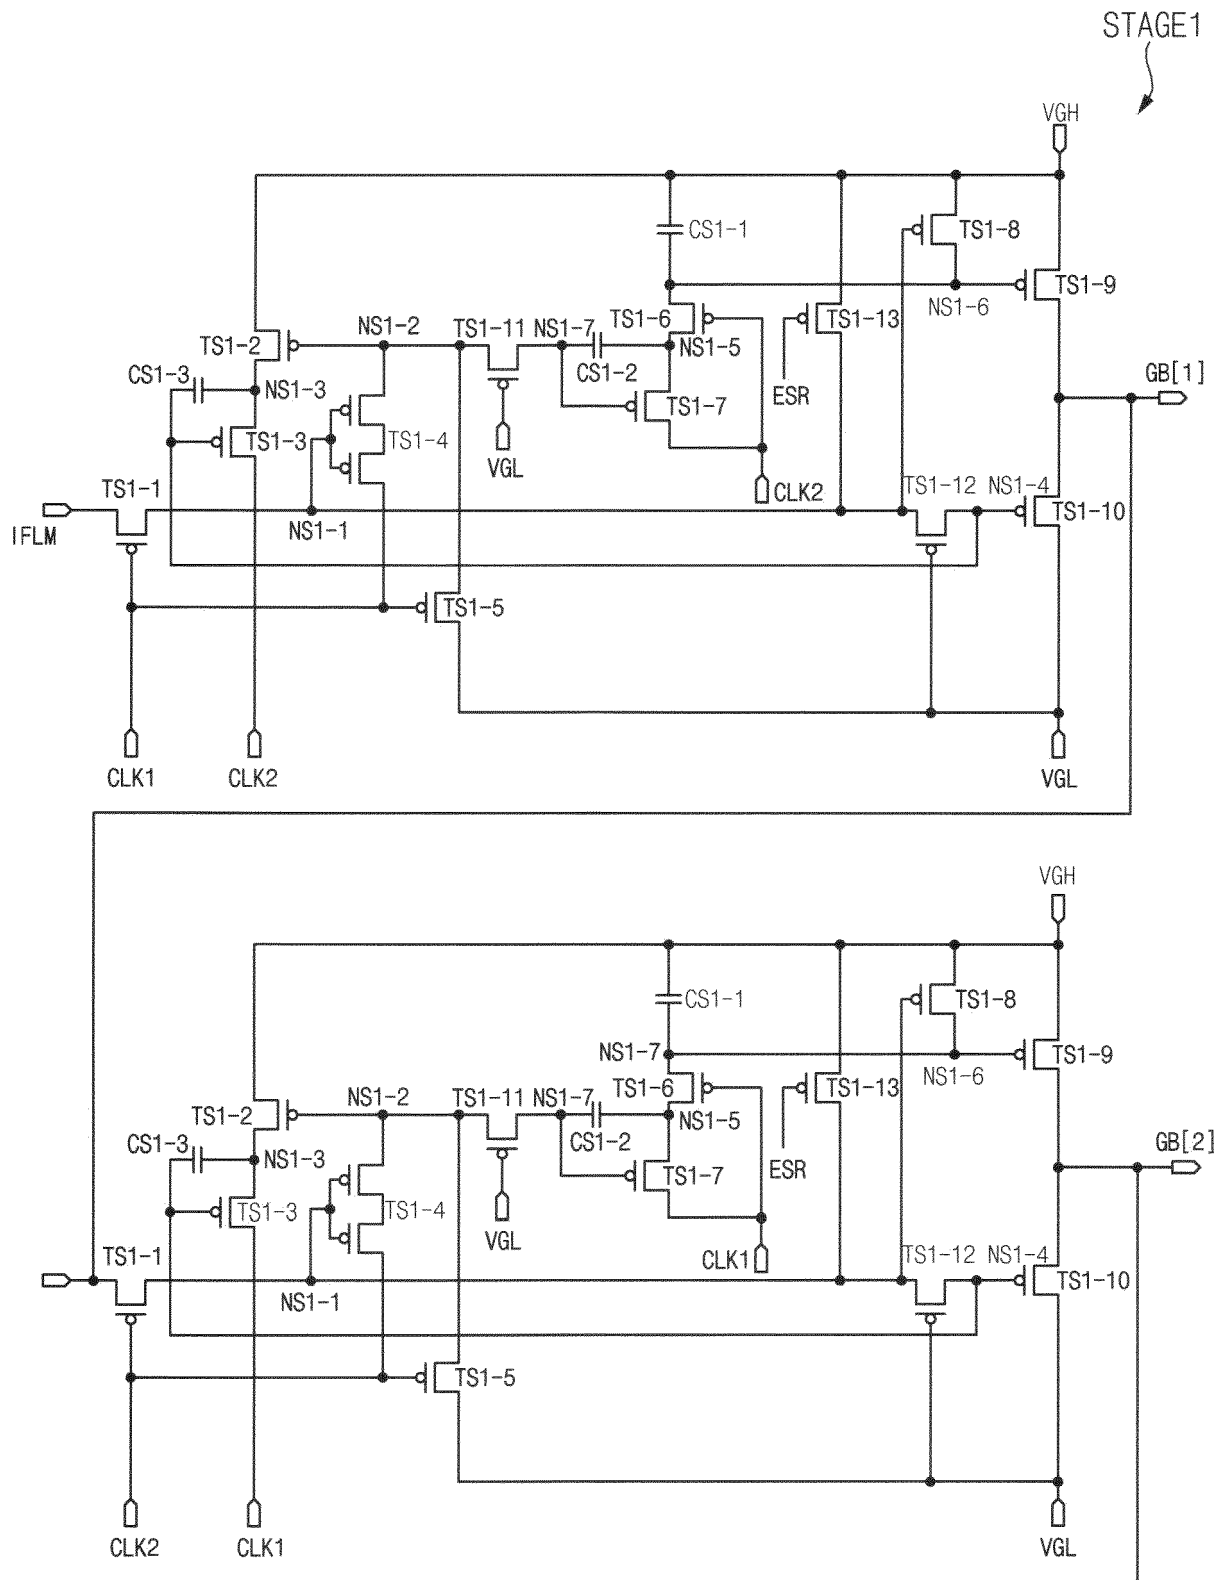 STAGE1
VGH
CS1-1
TS1-8
TS1-9
NS1-6
TS1-6
TS1-13
NS1-2
TS1-11
NS1-7
TS1-2
NS1-5
CS1-2
CS1-3
NS1-3
GB[1]
ESR
TS1-7
TS1-3
TS1-4
VGL
CLK2
TS1-1
TS1-12
NS1-4
TS1-10
NS1-1
IFLM
TS1-5
CLK1
CLK2
VGL
VGH
CS1-1
TS1-8
NS1-7
TS1-9
NS1-6
TS1-6
TS1-13
NS1-2
TS1-11
NS1-7
TS1-2
NS1-5
CS1-2
CS1-3
NS1-3
GB[2]
ESR
TS1-7
TS1-3
TS1-4
VGL
CLK1
TS1-1
TS1-12
NS1-4
TS1-10
NS1-1
TS1-5
CLK2
CLK1
VGL